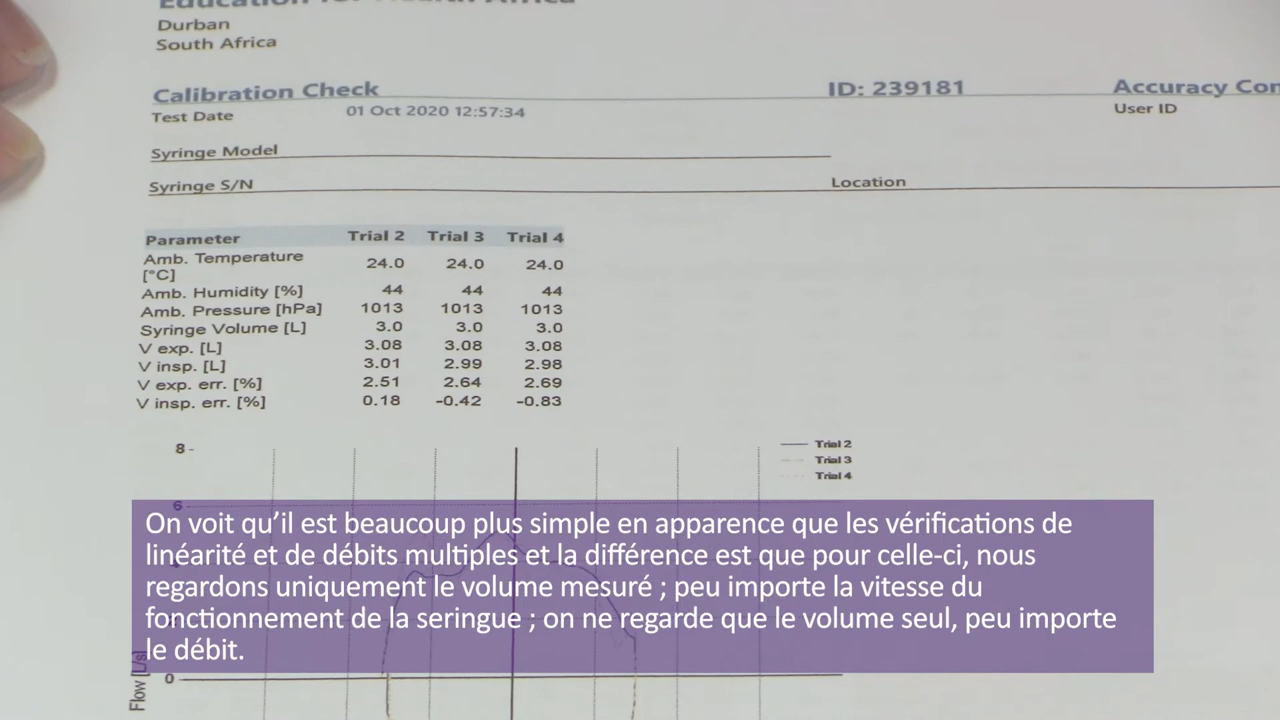 Education for Health Africa
Durban
South Africa
Calibration Check
ID: 239181
Accuracy Con
Test Date 01 Oct 2020 12:57:34
User ID
Syringe Model
Syringe S/N
Location
Parameter Trial 2 Trial 3 Trial 4
Amb. Temperature
[°C] 24.0 24.0 24.0
Amb. Humidity [%] 44 44 44
Amb. Pressure [hPa] 1013 1013 1013
Syringe Volume [L] 3.0 3.0 3.0
V exp. [L] 3.08 3.08 3.08
V insp. [L] 3.01 2.99 2.98
V exp. err. [%] 2.51 2.64 2.69
V insp. err. [%] 0.18 -0.42 -0.83
8
Trial 2
Trial 3
Trial 4
6
On voit qu’il est beaucoup plus simple en apparence que les vérifications de
linéarité et de débits multiples et la différence est que pour celle-ci, nous
regardons uniquement le volume mesuré ; peu importe la vitesse du
fonctionnement de la seringue ; on ne regarde que le volume seul, peu importe
le débit.
Flow [L/s]
0